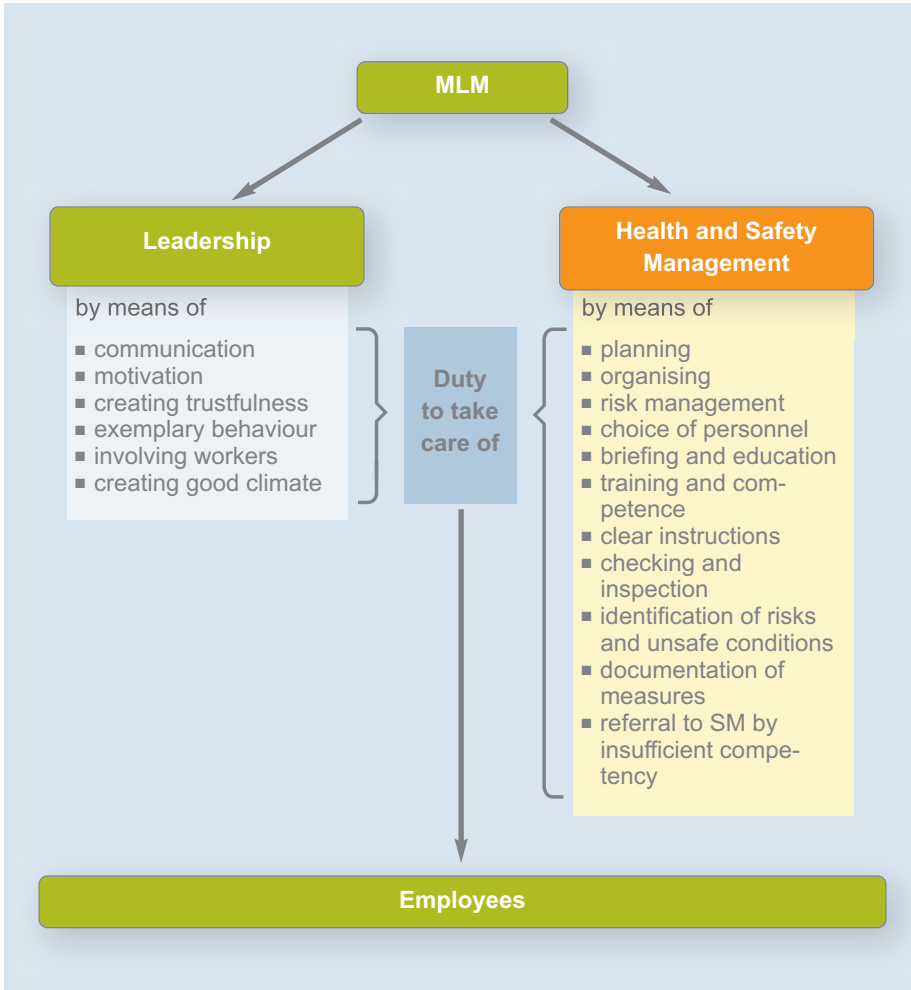 MLM
Leadership
by means of
▪ communication
▪ motivation
▪ creating trustfulness
▪ exemplary behaviour
▪ involving workers
▪ creating good climate
Duty
to take
care of
Health and Safety
Management
by means of
▪ planning
▪ organising
▪ risk management
▪ choice of personnel
▪ briefing and education
▪ training and com-
petence
▪ clear instructions
▪ checking and
inspection
▪ identification of risks
and unsafe conditions
▪ documentation of
measures
▪ referral to SM by
insufficient compe-
tency
Employees